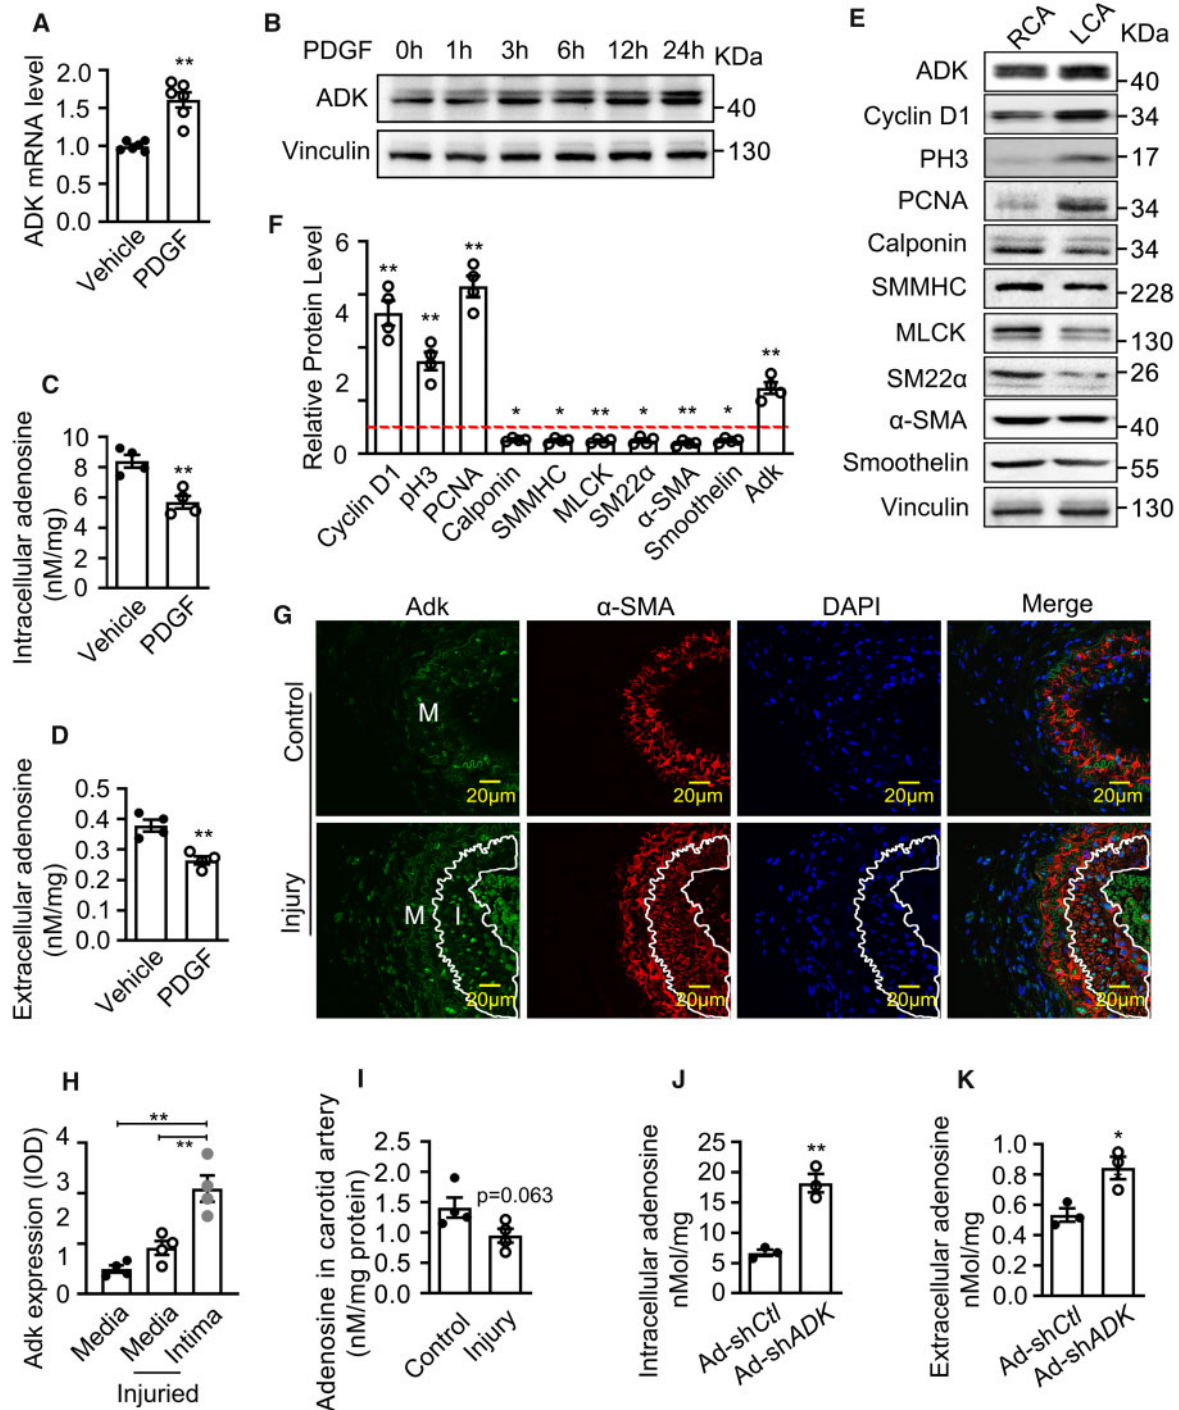 A
ADK mRNA level
2.0
1.5
1.0
0.5
0.0
**
Vehicle
PDGF
B
PDGF 0h 1h 3h 6h 12h 24h KDa
ADK
40
Vinculin
130
C
Intracellular adenosine
(nM/mg)
10
8
6
4
2
0
**
Vehicle
PDGF
D
Extracellular adenosine
(nM/mg)
0.5
0.4
0.3
0.2
0.1
0.0
**
Vehicle
PDGF
E
RCA LCA KDa
ADK 40
Cyclin D1 34
PH3 17
PCNA 34
Calponin 34
SMMHC 228
MLCK 130
SM22α 26
α-SMA 40
Smoothelin 55
Vinculin 130
F
Relative Protein Level
6
4
2
0
** ** ** * * ** * ** * **
Cyclin D1
pH3
PCNA
Calponin
SMMHC
MLCK
SM22α
α-SMA
Smoothelin
Adk
G
Adk α-SMA DAPI Merge
Control
M
20μm 20μm 20μm 20μm
Injury
M I
20μm 20μm 20μm 20μm
H
Adk expression (IOD)
4
3
2
1
0
**
**
Media
Media
Intima
Injuried
I
Adenosine in carotid artery
(nM/mg protein)
2.5
2.0
1.5
1.0
0.5
0.0
p=0.063
Control
Injury
J
Intracellular adenosine
nMol/mg
25
20
15
10
5
0
**
Ad-shCtl
Ad-shADK
K
Extracellular adenosine
nMol/mg
1.0
0.8
0.6
0.4
0.2
0.0
*
Ad-shCtl
Ad-shADK